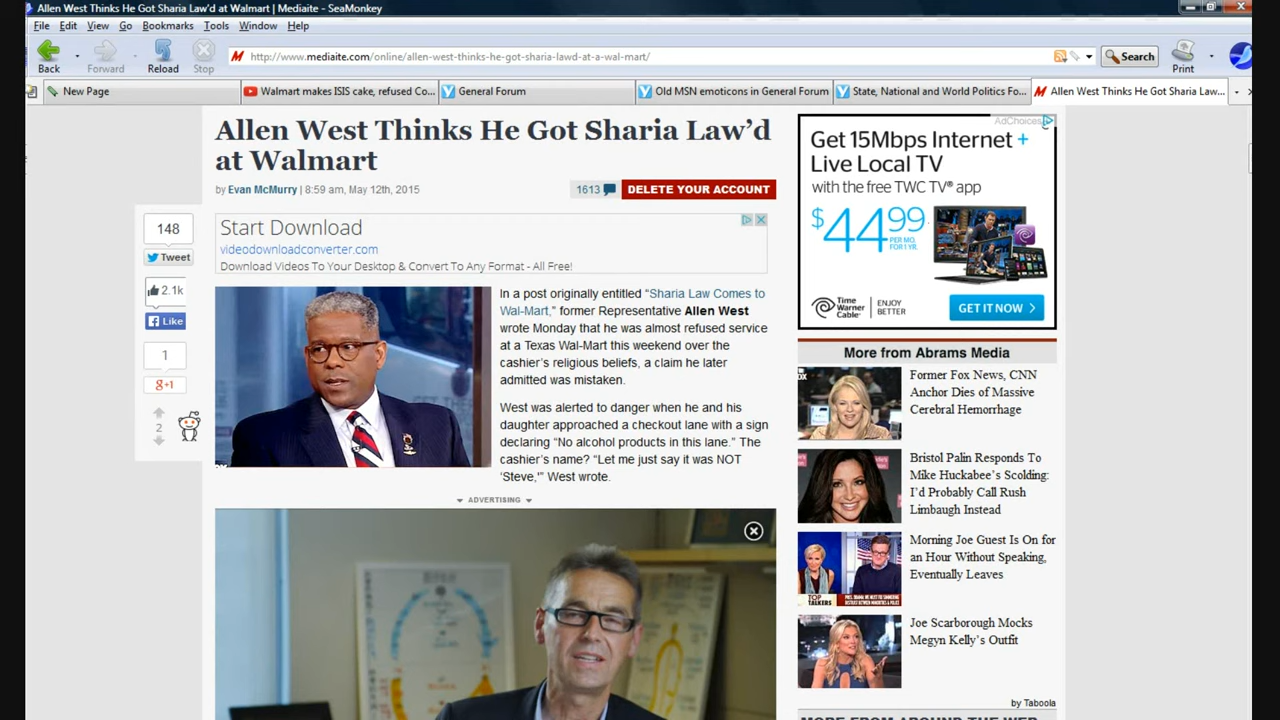 Allen West Thinks He Got Sharia Law'd at Walmart | Mediaite - SeaMonkey
File Edit View Go Bookmarks Tools Window Help
Back Forward Reload Stop
http://www.mediaite.com/online/allen-west-thinks-he-got-sharia-lawd-at-a-wal-mart/
Search
Print
New Page
Walmart makes ISIS cake, refused Co...
General Forum
Old MSN emoticons in General Forum
State, National and World Politics Fo...
Allen West Thinks He Got Sharia Law...
Allen West Thinks He Got Sharia Law’d
at Walmart
by Evan McMurry | 8:59 am, May 12th, 2015
1613
DELETE YOUR ACCOUNT
148
Tweet
2.1k
Like
1
g+1
2
Start Download
videodownloadconverter.com
Download Videos To Your Desktop & Convert To Any Format - All Free!
In a post originally entitled “Sharia Law Comes to
Wal-Mart,” former Representative Allen West
wrote Monday that he was almost refused service
at a Texas Wal-Mart this weekend over the
cashier’s religious beliefs, a claim he later
admitted was mistaken.
West was alerted to danger when he and his
daughter approached a checkout lane with a sign
declaring “No alcohol products in this lane.” The
cashier’s name? “Let me just say it was NOT
‘Steve,'” West wrote.
ADVERTISING
AdChoices
Get 15Mbps Internet +
Live Local TV
with the free TWC TV® app
$44.99
PER MO.
FOR 1 YR.
Time
Warner
Cable
ENJOY
BETTER
GET IT NOW >
More from Abrams Media
Former Fox News, CNN
Anchor Dies of Massive
Cerebral Hemorrhage
Bristol Palin Responds To
Mike Huckabee’s Scolding:
I’d Probably Call Rush
Limbaugh Instead
Morning Joe Guest Is On for
an Hour Without Speaking,
Eventually Leaves
TOP
TALKERS
Joe Scarborough Mocks
Megyn Kelly’s Outfit
by Taboola
MORE FROM AROUND THE WEB